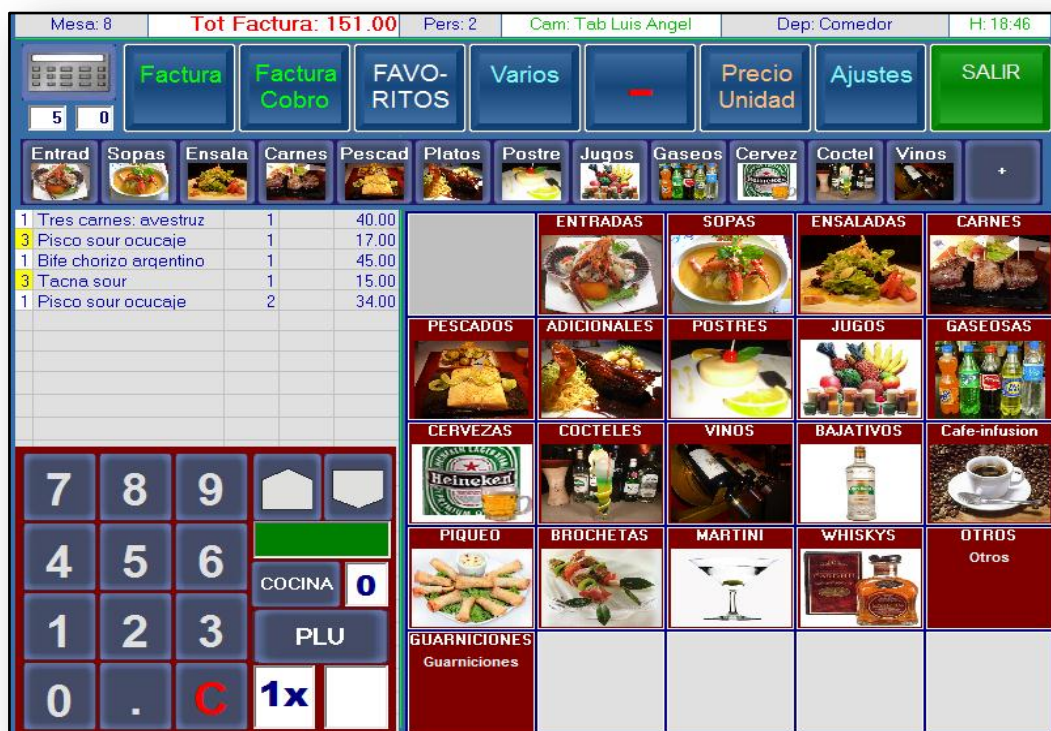 Mesa: 8 Tot Factura: 151.00 Pers: 2 Cam: Tab Luis Angel Dep: Comedor H: 18:46
5 0
Factura
Factura Cobro
FAVO-RITOS
Varios
-
Precio Unidad
Ajustes
SALIR
Entrad Sopas Ensala Carnes Pescad Platos Postre Jugos Gaseos Cervez Coctel Vinos +
1 Tres carnes: avestruz 1 40.00
3 Pisco sour ocucaje 1 17.00
1 Bife chorizo argentino 1 45.00
3 Tacna sour 1 15.00
1 Pisco sour ocucaje 2 34.00
7 8 9
4 5 6
COCINA 0
1 2 3
PLU
0 . C
1x
ENTRADAS SOPAS ENSALADAS CARNES
PESCADOS ADICIONALES POSTRES JUGOS GASEOSAS
CERVEZAS COCTELES VINOS BAJATIVOS Cafe-infusion
Heineken
PIQUEO BROCHETAS MARTINI WHISKYS OTROS
Otros
GUARNICIONES
Guarniciones